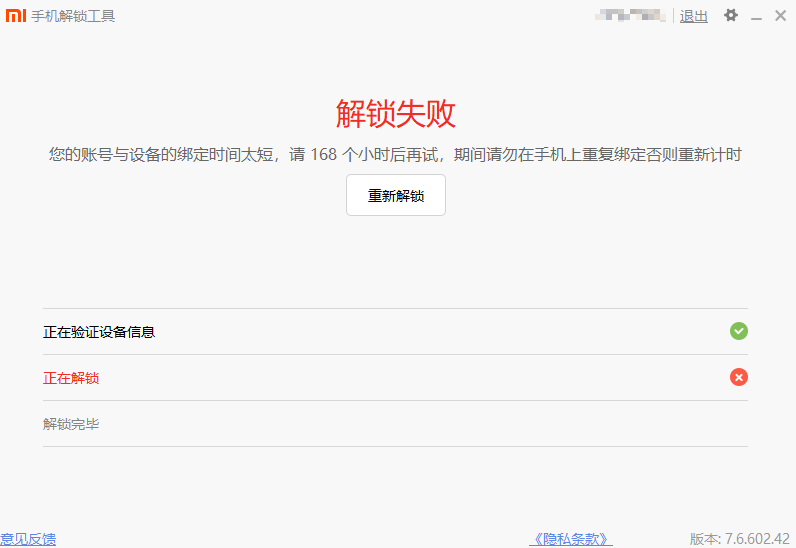 mi 手机解锁工具 退出
解锁失败
您的账号与设备的绑定时间太短，请 168 个小时后再试，期间请勿在手机上重复绑定否则重新计时
重新解锁
正在验证设备信息
正在解锁
解锁完毕
意见反馈 《隐私条款》 版本: 7.6.602.42